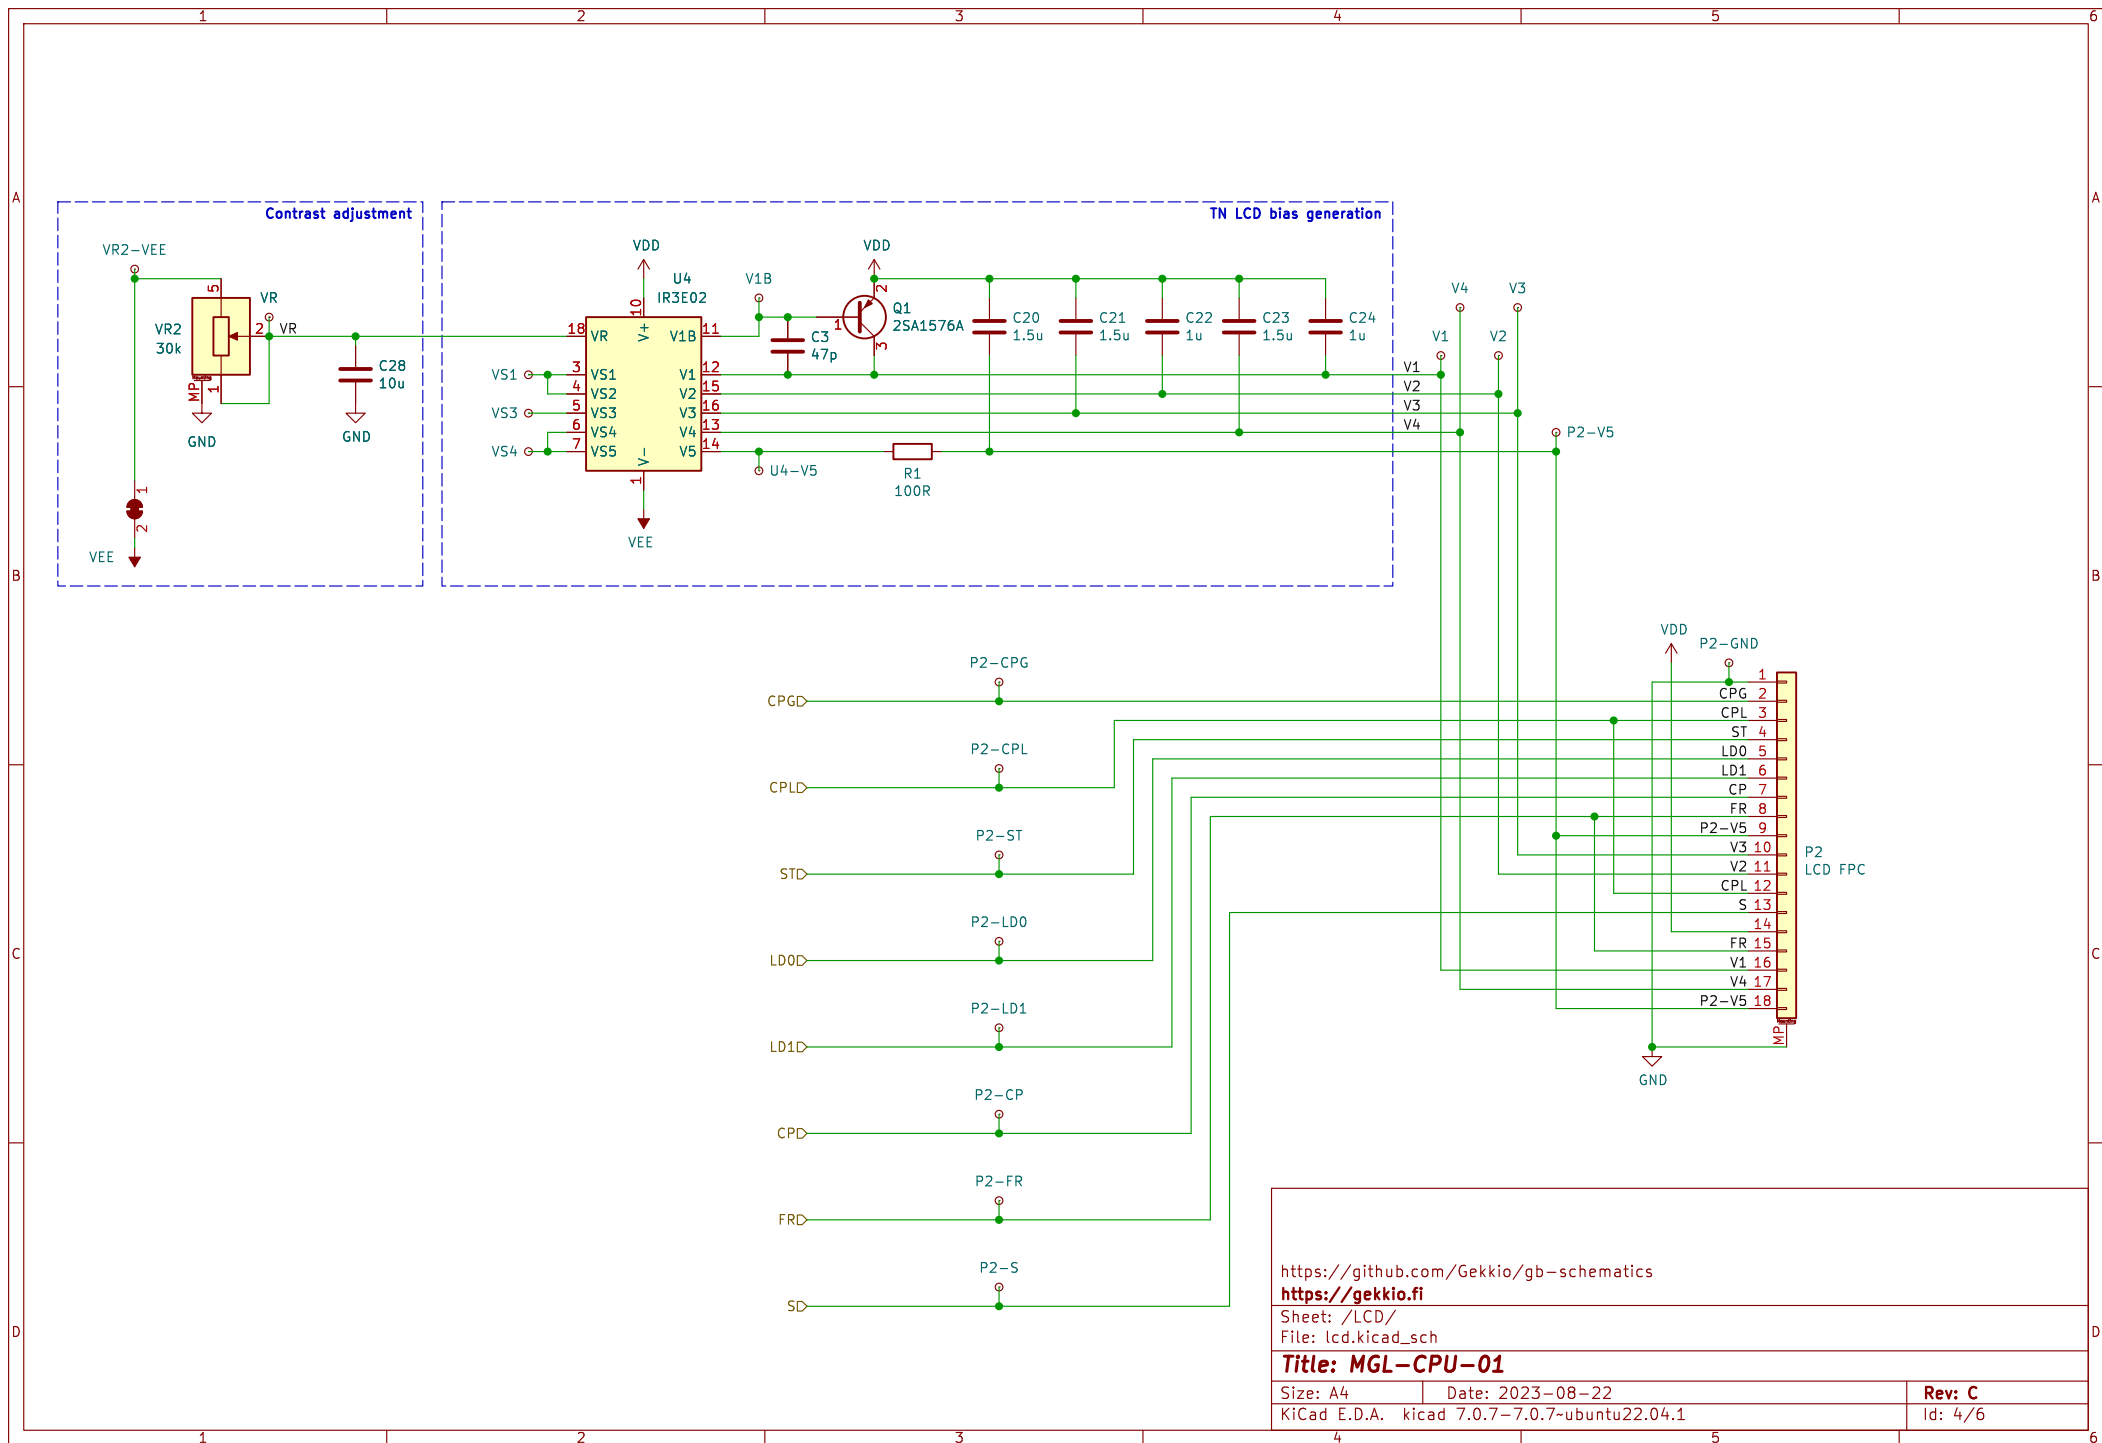 1 2 3 4 5 6
A A
B B
C C
D D
Contrast adjustment
VR2-VEE
5
VR
VR2
30k
2
VR
MP
1
GND
C28
10u
GND
1
2
VEE
TN LCD bias generation
VDD
U4
IR3E02
10
18 VR
V+
V1B 11
VS1
3 VS1
4 VS2
VS3
5 VS3
6 VS4
VS4
7 VS5
V1 12
V2 15
V3 16
V4 13
V5 14
V-
1
VEE
V1B
C3
47p
VDD
2
1
3
Q1
2SA1576A
C20
1.5u
C21
1.5u
C22
1u
C23
1.5u
C24
1u
V1
V2
V3
V4
U4-V5
R1
100R
V4
V3
V1
V2
P2-V5
VDD
P2-GND
1
CPG 2
CPL 3
ST 4
LD0 5
LD1 6
CP 7
FR 8
P2-V5 9
V3 10
V2 11
CPL 12
S 13
14
FR 15
V1 16
V4 17
P2-V5 18
MP
P2
LCD FPC
GND
P2-CPG
CPG
P2-CPL
CPL
P2-ST
ST
P2-LD0
LD0
P2-LD1
LD1
P2-CP
CP
P2-FR
FR
P2-S
S
https://github.com/Gekkio/gb-schematics
https://gekkio.fi
Sheet: /LCD/
File: lcd.kicad_sch
Title: MGL-CPU-01
Size: A4 Date: 2023-08-22 Rev: C
KiCad E.D.A. kicad 7.0.7-7.0.7~ubuntu22.04.1 Id: 4/6
1 2 3 4 5 6